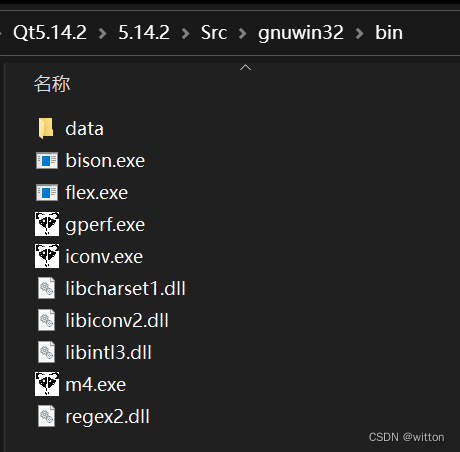 Qt5.14.2 > 5.14.2 > Src > gnuwin32 > bin
名称
data
bison.exe
flex.exe
gperf.exe
iconv.exe
libcharset1.dll
libiconv2.dll
libintl3.dll
m4.exe
regex2.dll
CSDN @witton